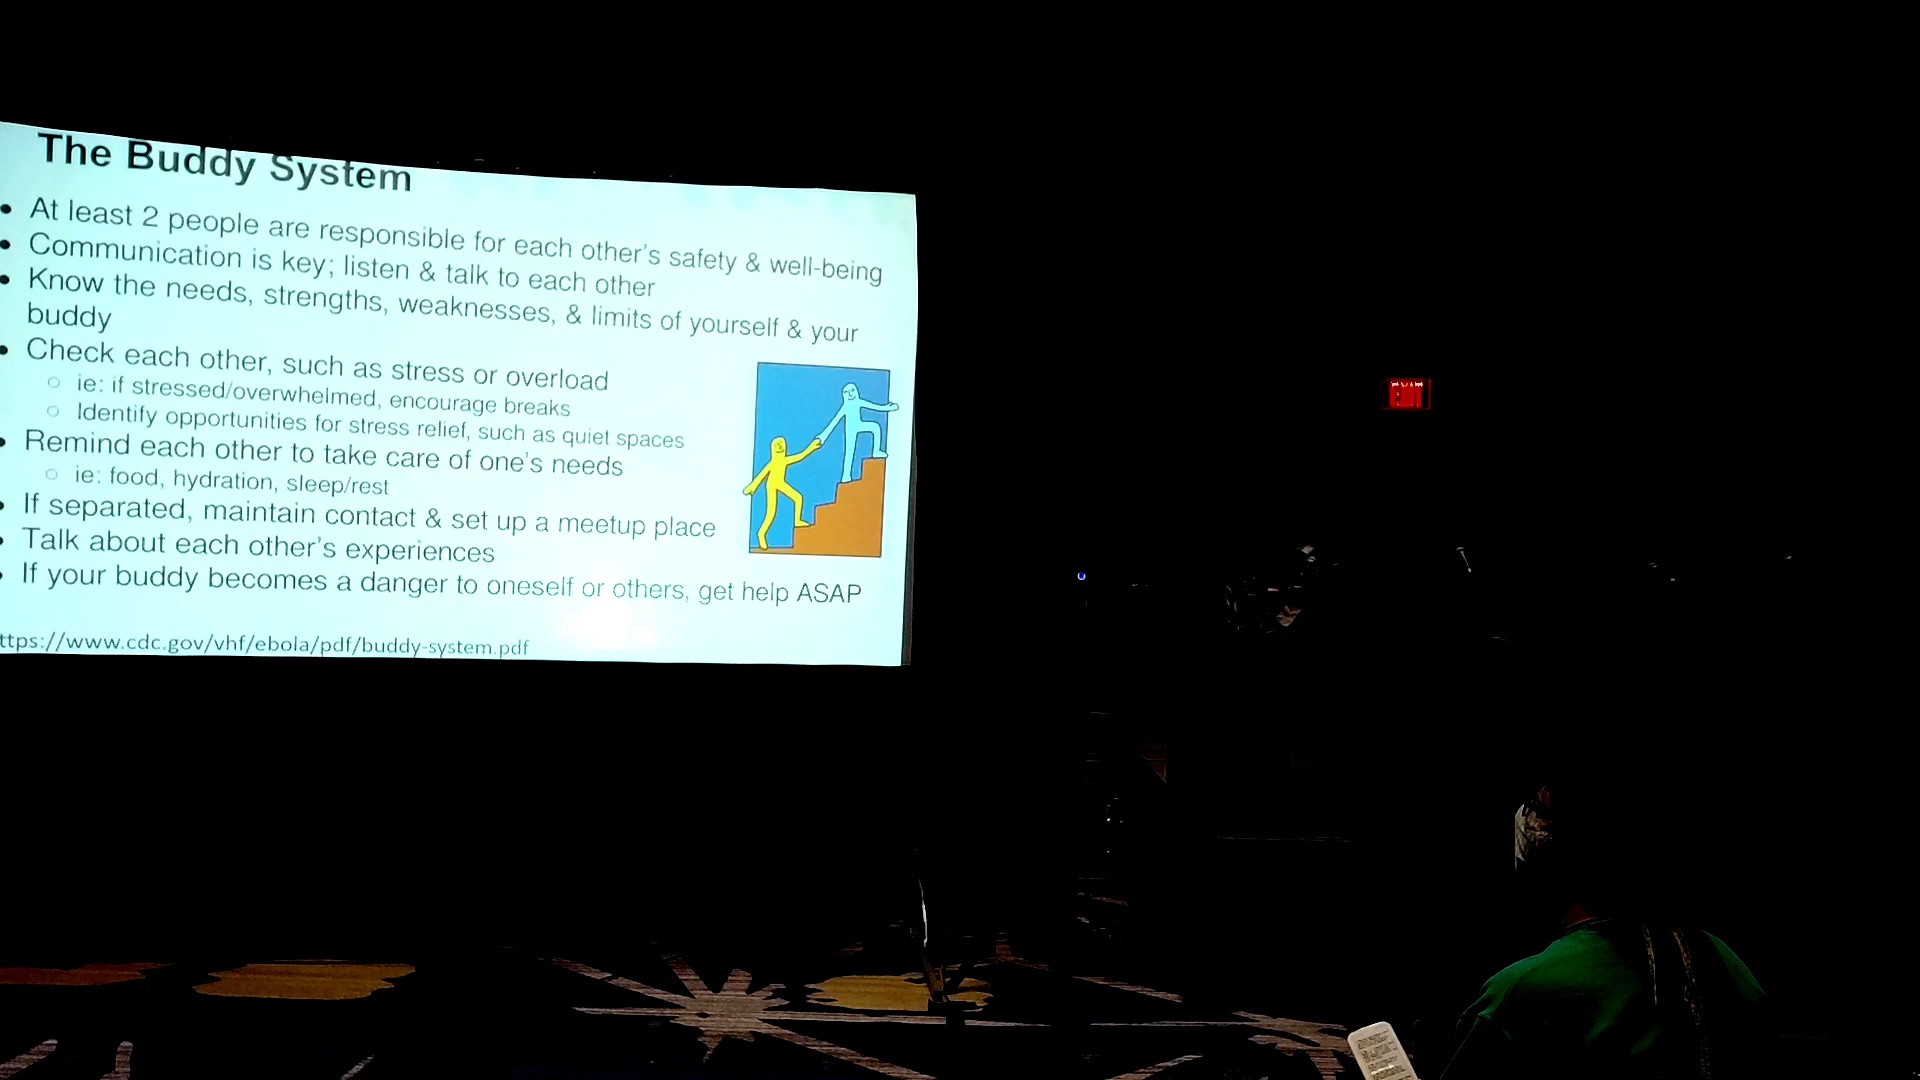 The Buddy System
• At least 2 people are responsible for each other's safety & well-being
• Communication is key; listen & talk to each other
• Know the needs, strengths, weaknesses, & limits of yourself & your
buddy
• Check each other, such as stress or overload
○ ie: if stressed/overwhelmed, encourage breaks
○ Identify opportunities for stress relief, such as quiet spaces
• Remind each other to take care of one's needs
○ ie: food, hydration, sleep/rest
• If separated, maintain contact & set up a meetup place
• Talk about each other's experiences
• If your buddy becomes a danger to oneself or others, get help ASAP
ttps://www.cdc.gov/vhf/ebola/pdf/buddy-system.pdf